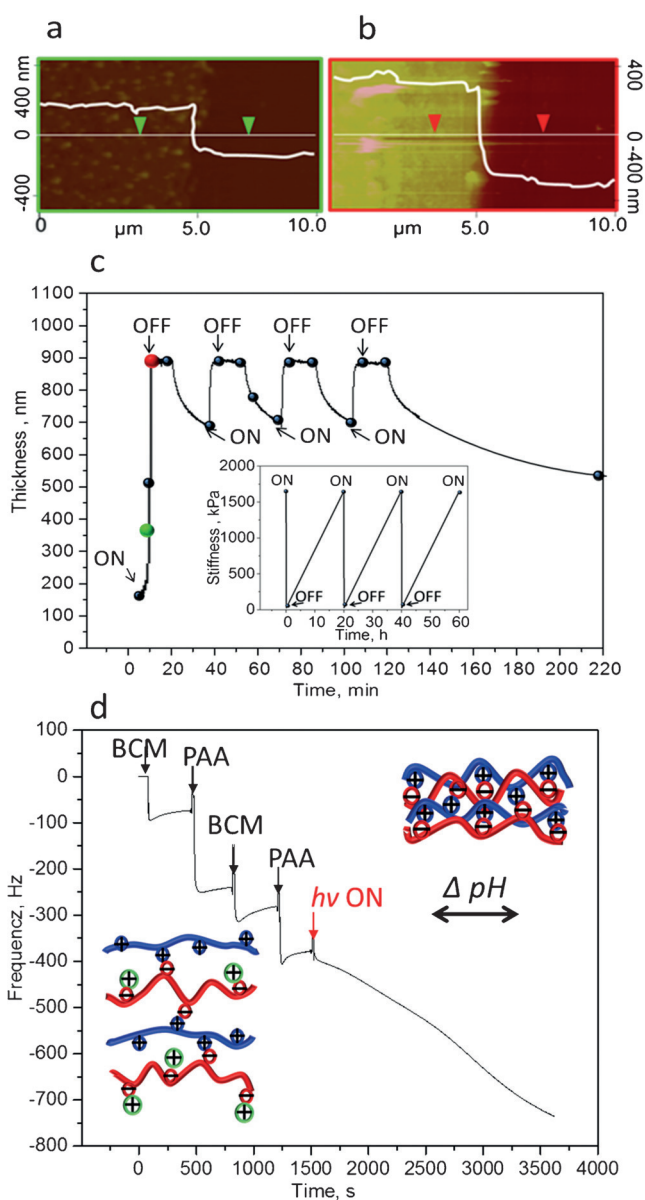 a
b
400 nm
0
-400
0
5.0
10.0
µm
400
0
-400 nm
5.0
10.0
µm
c
1100
1000
900
800
700
600
500
400
300
200
100
0
Thickness , nm
OFF
OFF
OFF
OFF
ON
ON
ON
ON
2000
1500
1000
500
0
Stiffness , kPa
ON
ON
ON
ON
OFF
OFF
OFF
0 10 20 30 40 50 60
Time, h
0 20 40 60 80 100 120 140 160 180 200 220
Time, min
d
100
0
-100
-200
-300
-400
-500
-600
-700
-800
Frequencz, Hz
BCM
PAA
BCM
PAA
hν ON
Δ pH
0 500 1000 1500 2000 2500 3000 3500 4000
Time, s